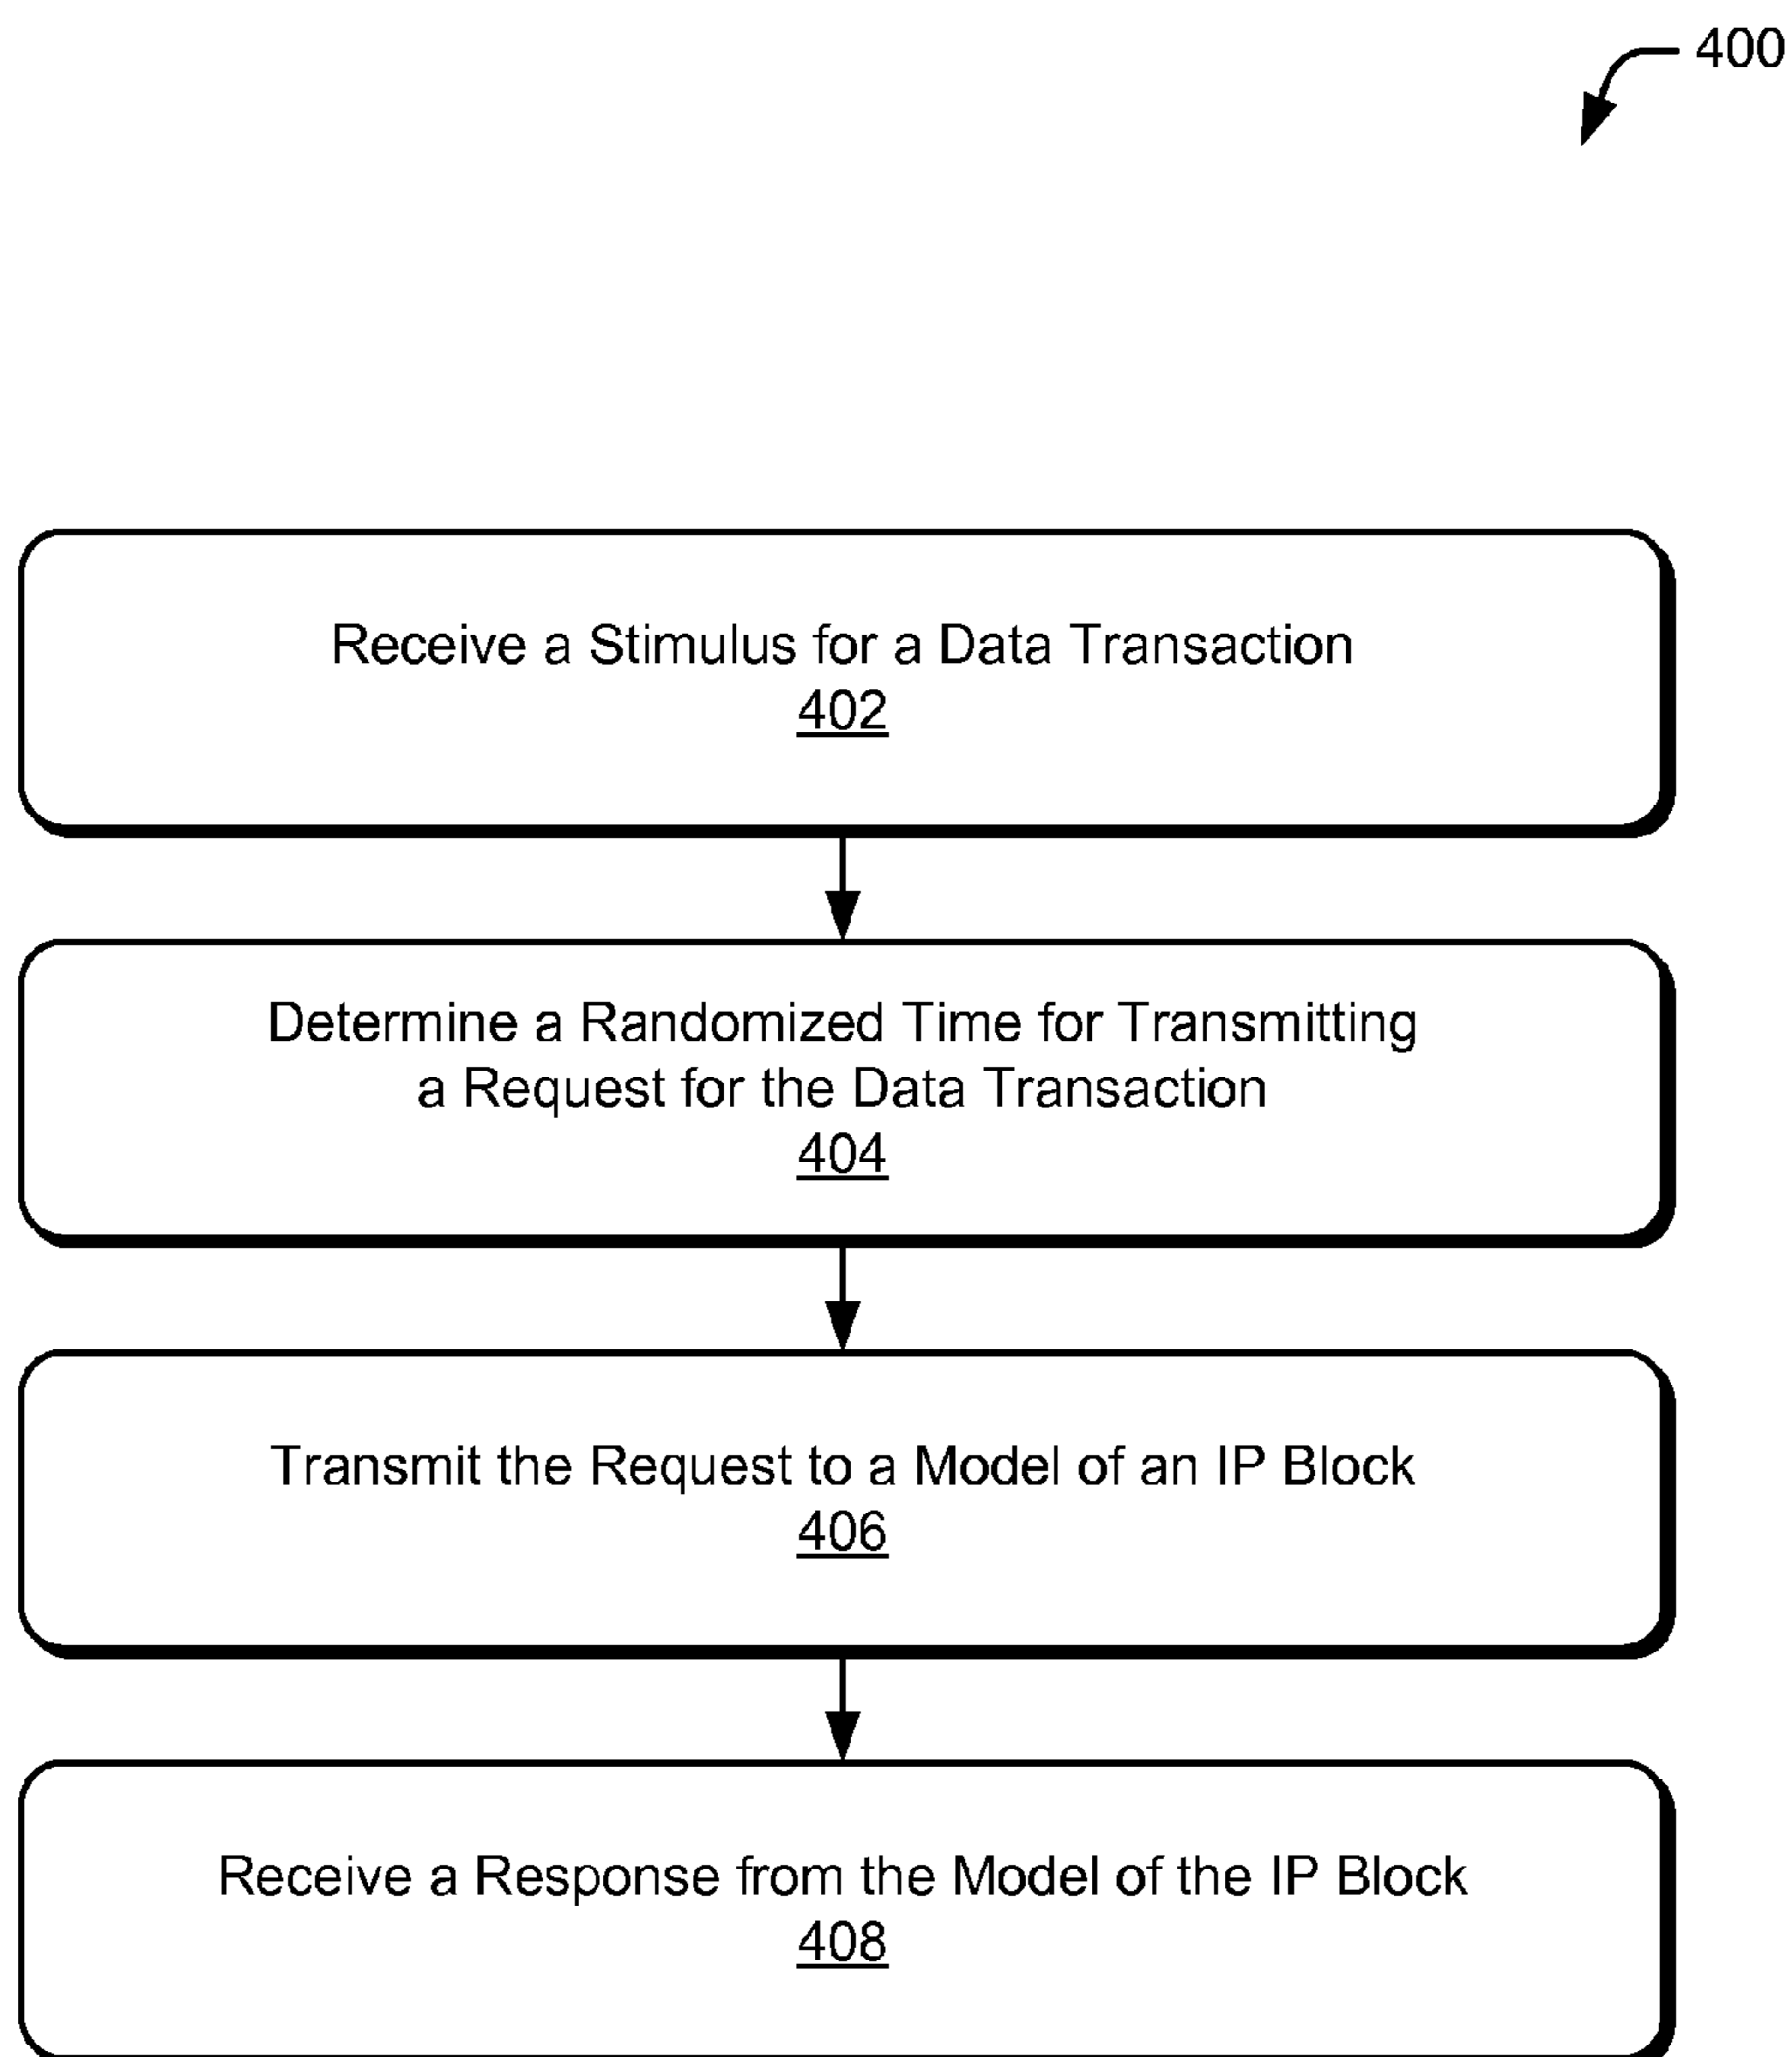 400
Receive a Stimulus for a Data Transaction
402
Determine a Randomized Time for Transmitting
a Request for the Data Transaction
404
Transmit the Request to a Model of an IP Block
406
Receive a Response from the Model of the IP Block
408